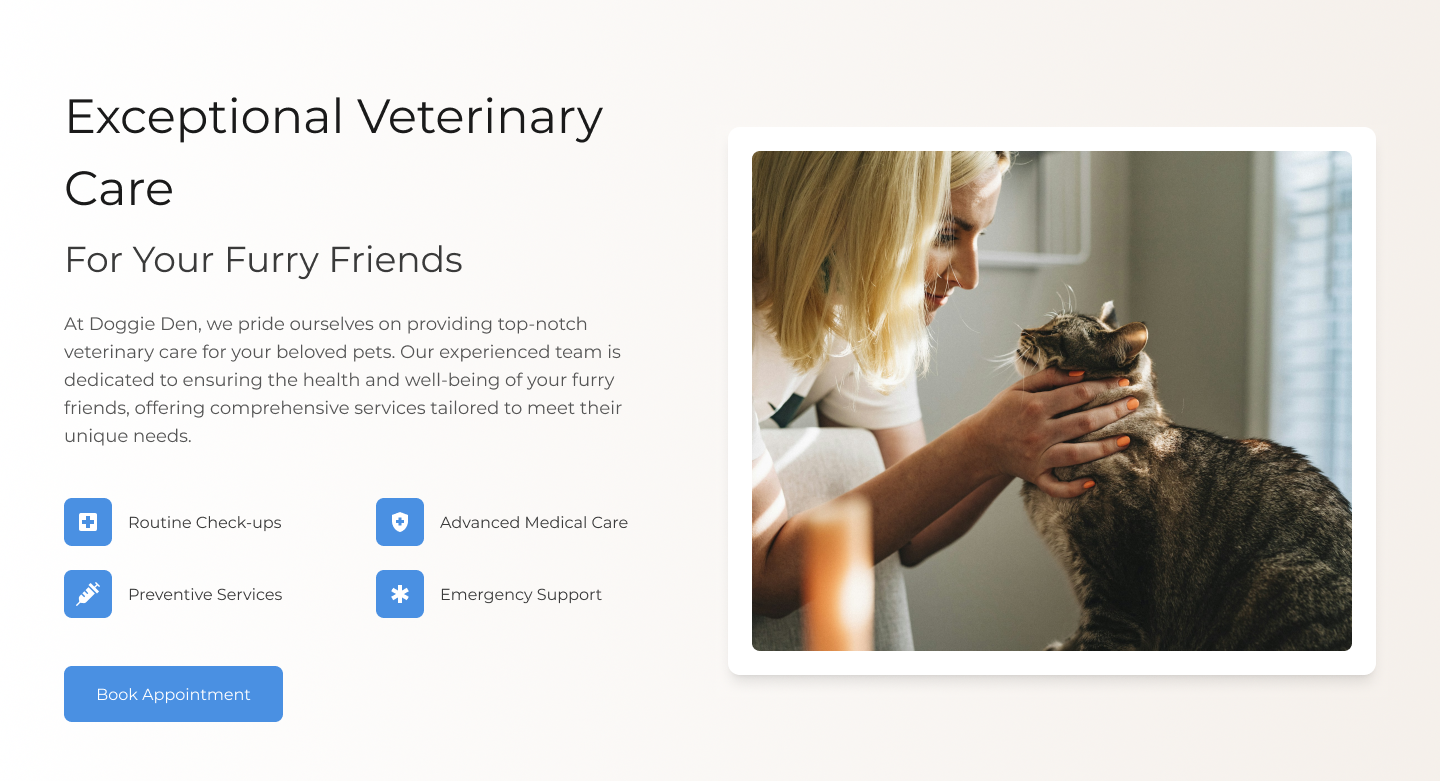 Exceptional Veterinary
Care
For Your Furry Friends
At Doggie Den, we pride ourselves on providing top-notch
veterinary care for your beloved pets. Our experienced team is
dedicated to ensuring the health and well-being of your furry
friends, offering comprehensive services tailored to meet their
unique needs.
Routine Check-ups
Advanced Medical Care
Preventive Services
Emergency Support
Book Appointment